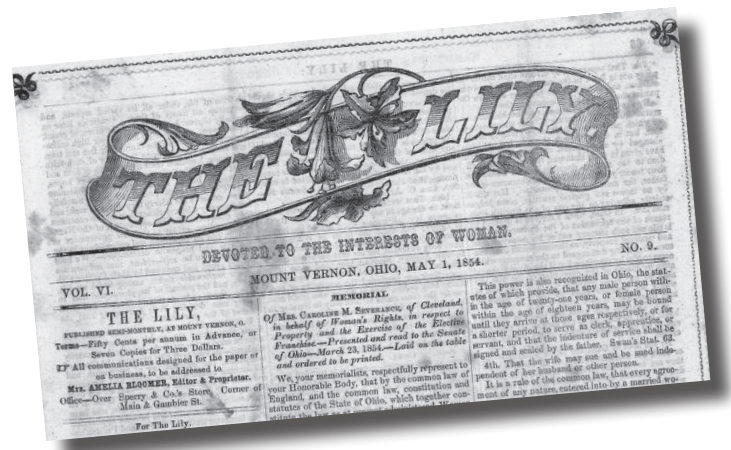 THE LILY
DEVOTED TO THE INTERESTS OF WOMAN.
VOL. VI.
MOUNT VERNON, OHIO, MAY 1, 1854.
NO. 9.
THE LILY,
PUBLISHED SEMI-MONTHLY, AT MOUNT VERNON, O.
Terms—Fifty Cents per annum in Advance, or
Seven Copies for Three Dollars.
All communications designed for the paper or
on business, to be addressed to
Mrs. AMELIA BLOOMER, Editor & Proprietor.
Office—Over Sperry & Co.'s Store, Corner of
Main & Gambier St.
For The Lily.
MEMORIAL
Of Mrs. Caroline M. Severance, of Cleveland,
in behalf of Woman's Rights, in respect to
Property and the Exercise of the Elective
Franchise.—Presented and read to the Senate
of Ohio—March 23, 1854.—Laid on the table
and ordered to be printed.
We, your memorialists, respectfully represent to
your Honorable Body, that by the common law of
England, and the common law, constitution and
statutes of the State of Ohio, which together con-
This power is also recognized in Ohio, the stat-
utes of which provide, that any male person with-
in the age of twenty-one years, or female person
within the age of eighteen years, may be bound
until they arrive at those ages respectively, or for
a shorter period, to serve as clerk, apprentice, or
servant, and that the indenture of service shall be
signed and sealed by the father. Swan's Stat. 63.
4th. That the wife may sue and be sued inde-
pendent of her husband or other person.
It is a rule of the common law, that every agree-
ment of any nature, entered into by a married wo-